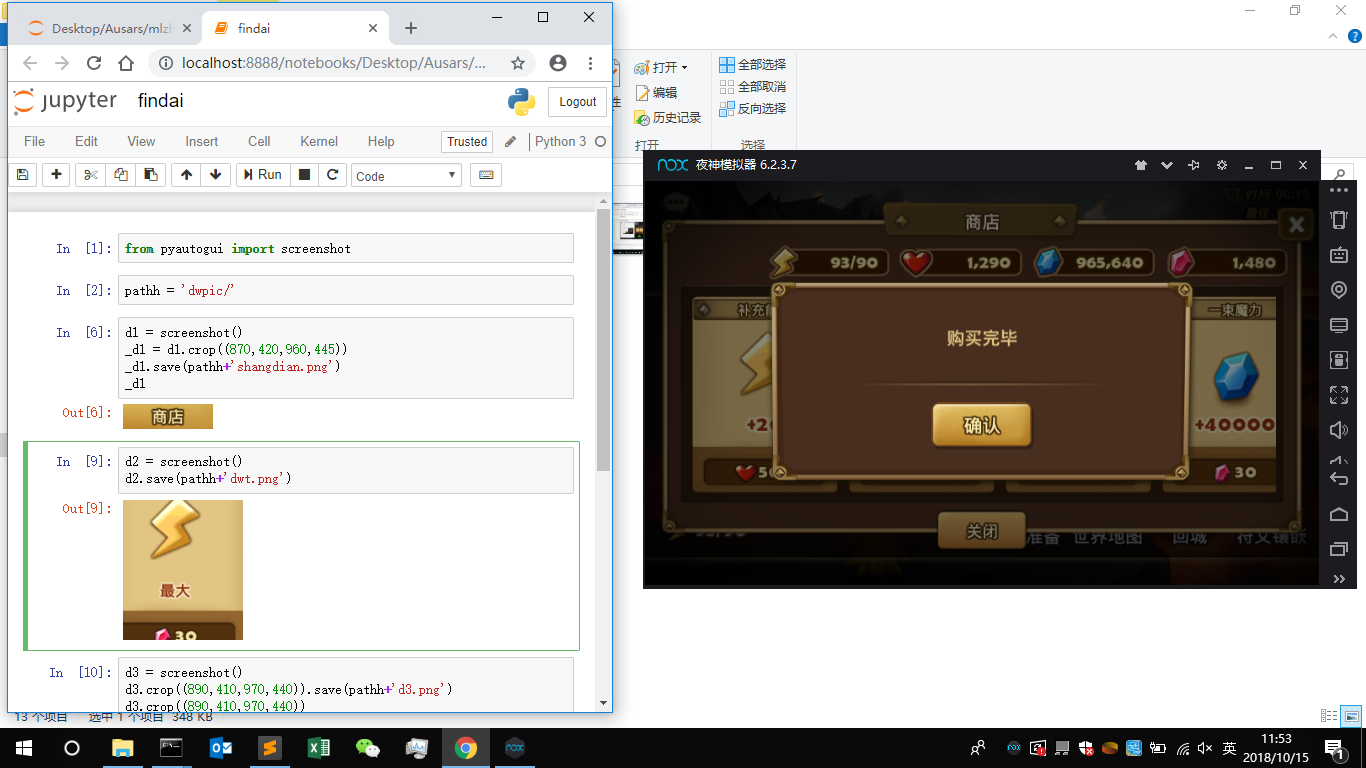 Desktop/Ausars/mlzh
findai
localhost:8888/notebooks/Desktop/Ausars/...
jupyter findai
Logout
File Edit View Insert Cell Kernel Help Trusted Python 3
Run Code
In [1]: from pyautogui import screenshot
In [2]: pathh = 'dwpic/'
In [6]: d1 = screenshot()
_d1 = d1.crop((870,420,960,445))
_d1.save(pathh+'shangdian.png')
_d1
Out[6]: 商店
In [9]: d2 = screenshot()
d2.save(pathh+'dwt.png')
Out[9]:
最大
30
In [10]: d3 = screenshot()
d3.crop((890,410,970,440)).save(pathh+'d3.png')
d3.crop((890,410,970,440))
13 个项目 选中 1 个项目 348 KB
打开 全部选择
编辑 全部取消
历史记录 反向选择
打开 选择
nox 夜神模拟器 6.2.3.7
00:19
商店
93/90 1,290 965,640 1,480
一束魔力
购买完毕
+40000
确认
30
关闭
93/90 准备 世界地图 回城 符文镶嵌
英
11:53
2018/10/15
1